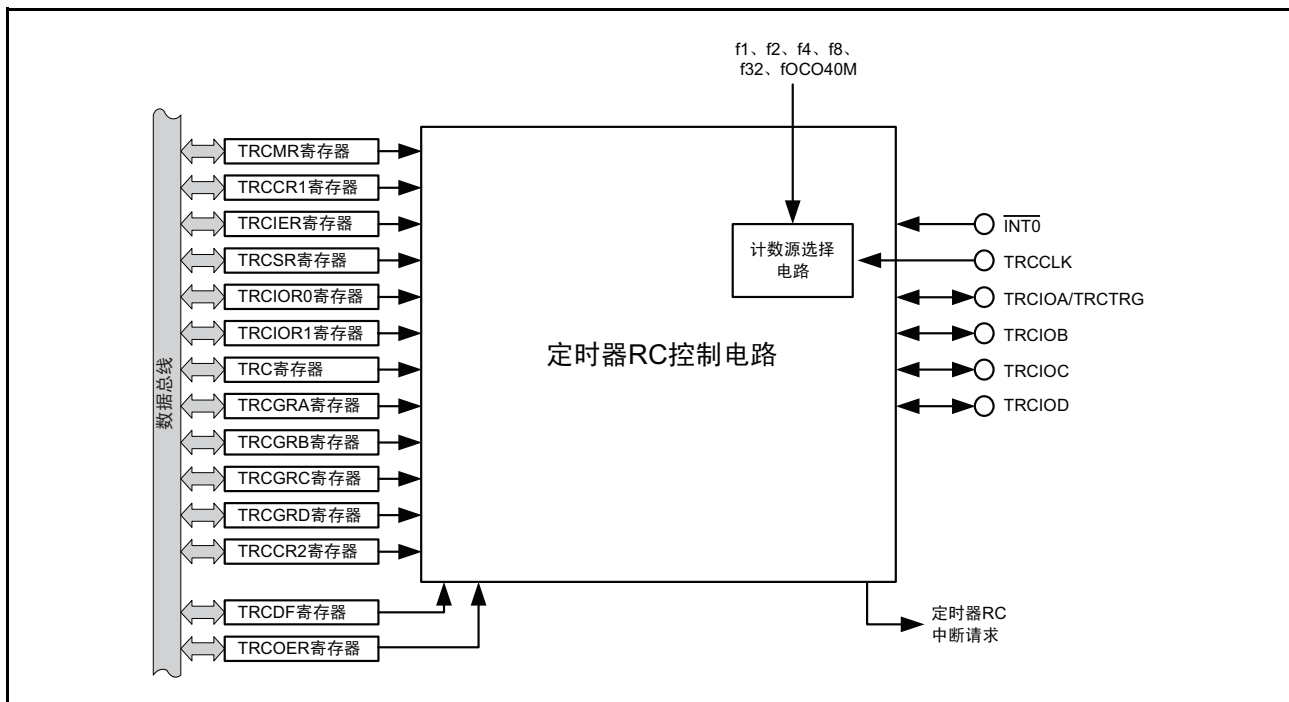 f1、f2、f4、f8、
f32、fOCO40M
数据总线
TRCMR寄存器
TRCCR1寄存器
TRCIER寄存器
TRCSR寄存器
TRCIOR0寄存器
TRCIOR1寄存器
TRC寄存器
TRCGRA寄存器
TRCGRB寄存器
TRCGRC寄存器
TRCGRD寄存器
TRCCR2寄存器
TRCDF寄存器
TRCOER寄存器
计数源选择
电路
定时器RC控制电路
INT0
TRCCLK
TRCIOA/TRCTRG
TRCIOB
TRCIOC
TRCIOD
定时器RC
中断请求